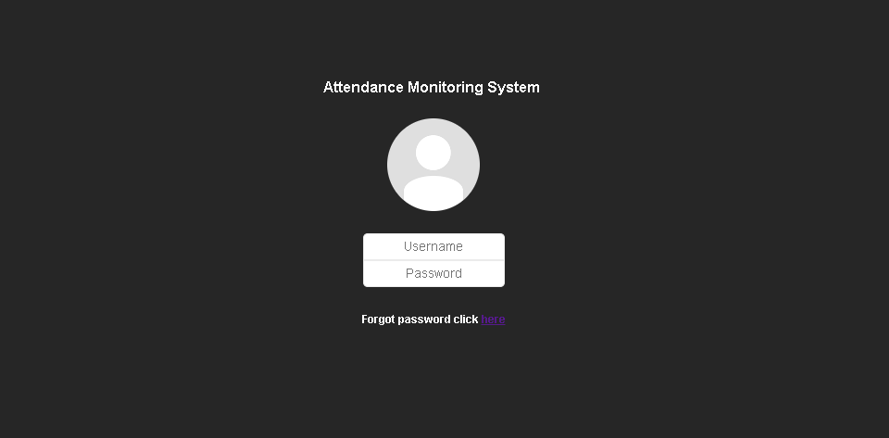 Attendance Monitoring System
Username
Password
Forgot password click here